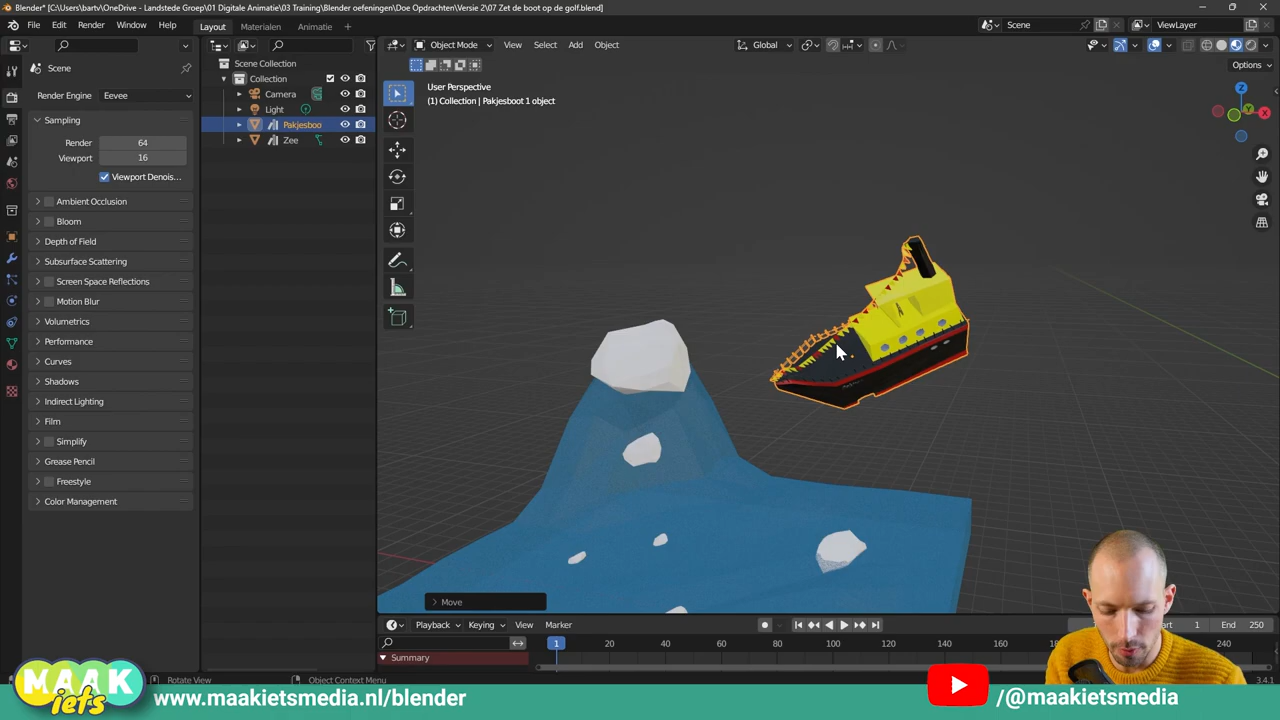 Blender* [C:\Users\bartv\OneDrive - Landstede Groep\01 Digitale Animatie\03 Training\Blender oefeningen\Doe Opdrachten\Versie 2\07 Zet de boot op de golf.blend]
File Edit Render Window Help Layout Materialen Animatie Scene ViewLayer
Object Mode View Select Add Object Global
Options
Scene
Render Engine Eevee
Sampling
Render 64
Viewport 16
Viewport Denois...
Ambient Occlusion
Bloom
Depth of Field
Subsurface Scattering
Screen Space Reflections
Motion Blur
Volumetrics
Performance
Curves
Shadows
Indirect Lighting
Film
Simplify
Grease Pencil
Freestyle
Color Management
Scene Collection
Collection
Camera
Light
Pakjesboo
Zee
User Perspective
(1) Collection | Pakjesboot 1 object
Z
Y
X
Move
Playback Keying View Marker
Start 1 End 250
1 20 40 60 80 100 120 140 160 240
Summary
Rotate View Object Context Menu 3.4.1
MAAK
iets
www.maakietsmedia.nl/blender
/@maakietsmedia